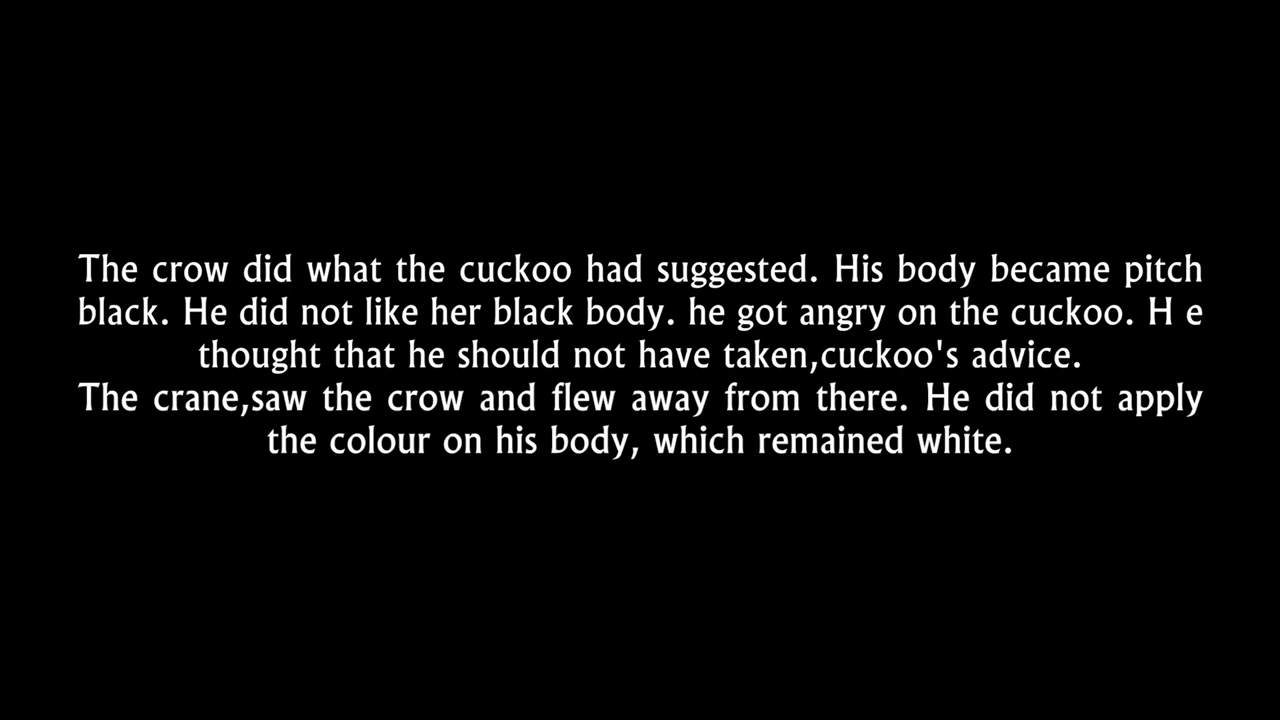 The crow did what the cuckoo had suggested. His body became pitch
black. He did not like her black body. he got angry on the cuckoo. H e
thought that he should not have taken,cuckoo's advice.
The crane,saw the crow and flew away from there. He did not apply
the colour on his body, which remained white.